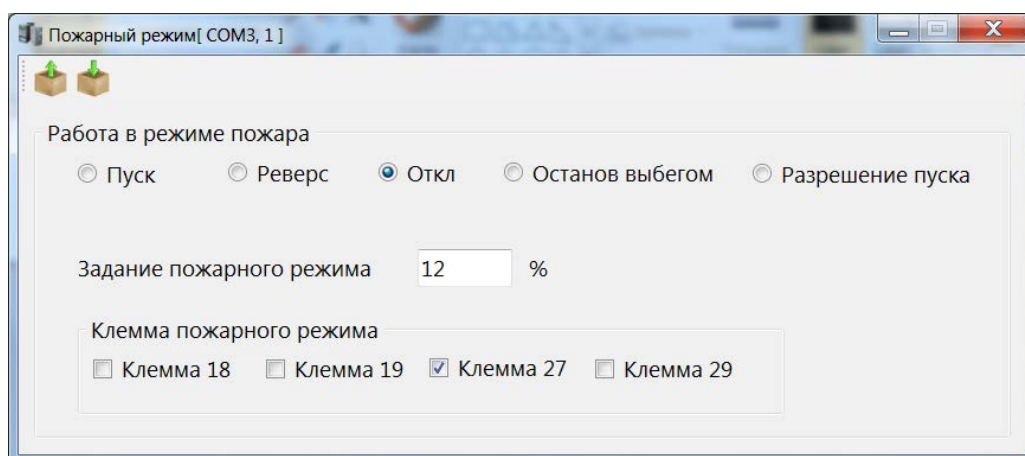 Пожарный режим[ COM3, 1 ]
Работа в режиме пожара
Пуск Реверс Откл Останов выбегом Разрешение пуска
Задание пожарного режима 12 %
Клемма пожарного режима
Клемма 18 Клемма 19 Клемма 27 Клемма 29